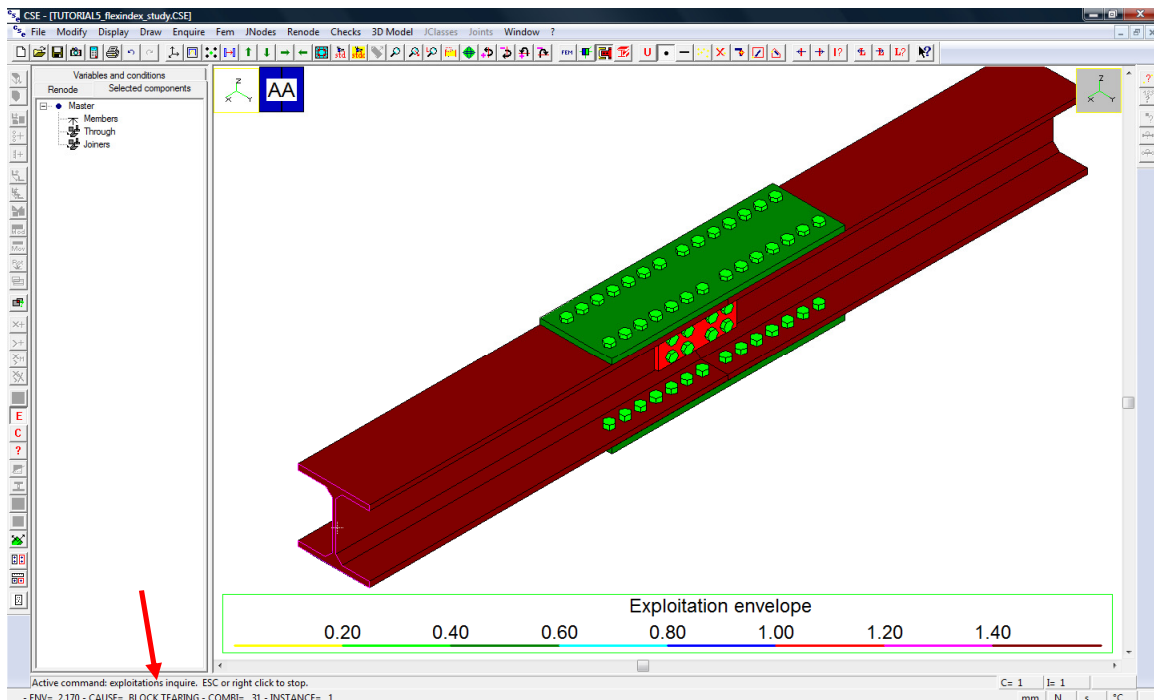 CSE - [TUTORIAL5_flexindex_study.CSE]
File Modify Display Draw Enquire Fem JNodes Renode Checks 3D Model JClasses Joints Window ?
Variables and conditions
Renode Selected components
Master
Members
Through
Joiners
AA
Z
X Y
Z
X Y
E
C
?
Exploitation envelope
0.20 0.40 0.60 0.80 1.00 1.20 1.40
Active command: exploitations inquire. ESC or right click to stop. C= 1 I= 1
- ENV= 2.170 - CAUSE= BLOCK TEARING - COMBI= 31 - INSTANCE= 1 mm N s °C